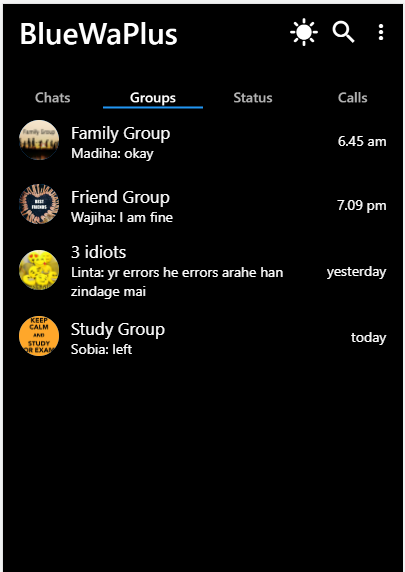 BlueWaPlus
Chats Groups Status Calls
Family Group
Madiha: okay
6.45 am
Family Group
BEST
FRIENDS
Friend Group
Wajiha: I am fine
7.09 pm
3 idiots
Linta: yr errors he errors arahe han
zindage mai
yesterday
KEEP
CALM
AND
STUDY
FOR EXAM
Study Group
Sobia: left
today